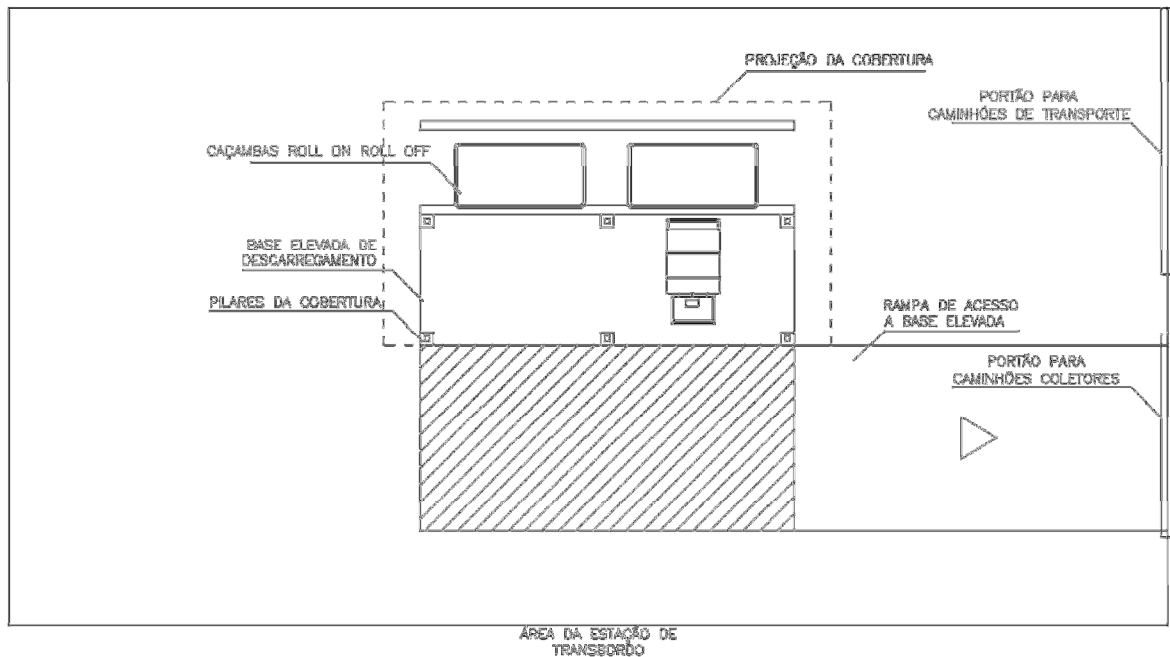 PROJEÇÃO DA COBERTURA
PORTÃO PARA
CAMINHÕES DE TRANSPORTE
CAÇAMBAS ROLL ON ROLL OFF
BASE ELEVADA DE
DESCARREGAMENTO
PILARES DA COBERTURA
RAMPA DE ACESSO
A BASE ELEVADA
PORTÃO PARA
CAMINHÕES COLETORES
ÁREA DA ESTAÇÃO DE
TRANSBORDO